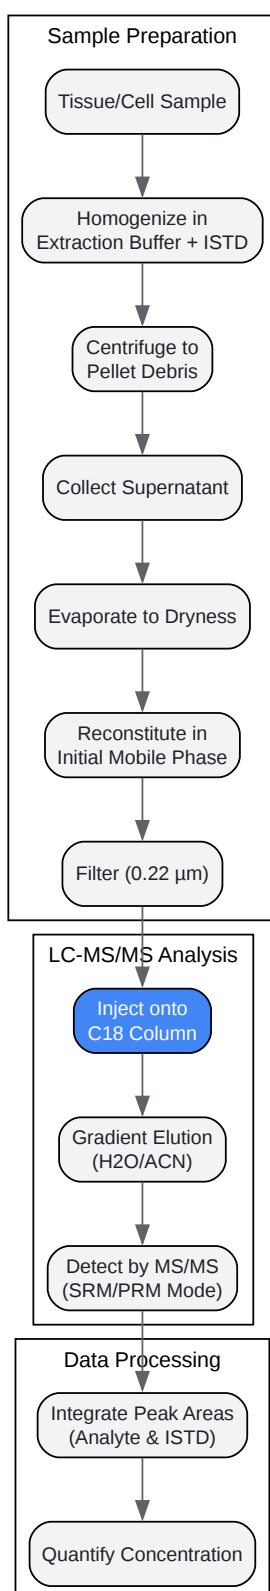 Sample Preparation
Tissue/Cell Sample
Homogenize in
Extraction Buffer + ISTD
Centrifuge to
Pellet Debris
Collect Supernatant
Evaporate to Dryness
Reconstitute in
Initial Mobile Phase
Filter (0.22 µm)
LC-MS/MS Analysis
Inject onto
C18 Column
Gradient Elution
(H2O/ACN)
Detect by MS/MS
(SRM/PRM Mode)
Data Processing
Integrate Peak Areas
(Analyte & ISTD)
Quantify Concentration